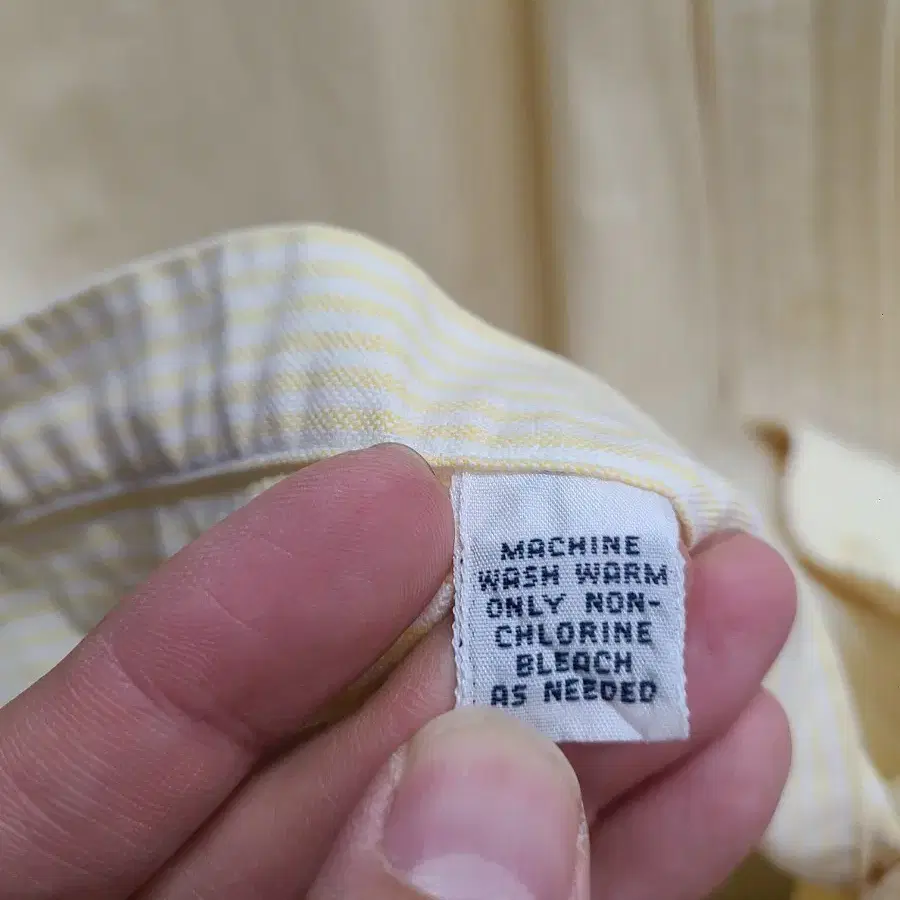 MACHINE
WASH WARM
ONLY NON-
CHLORINE
BLEACH
AS NEEDED